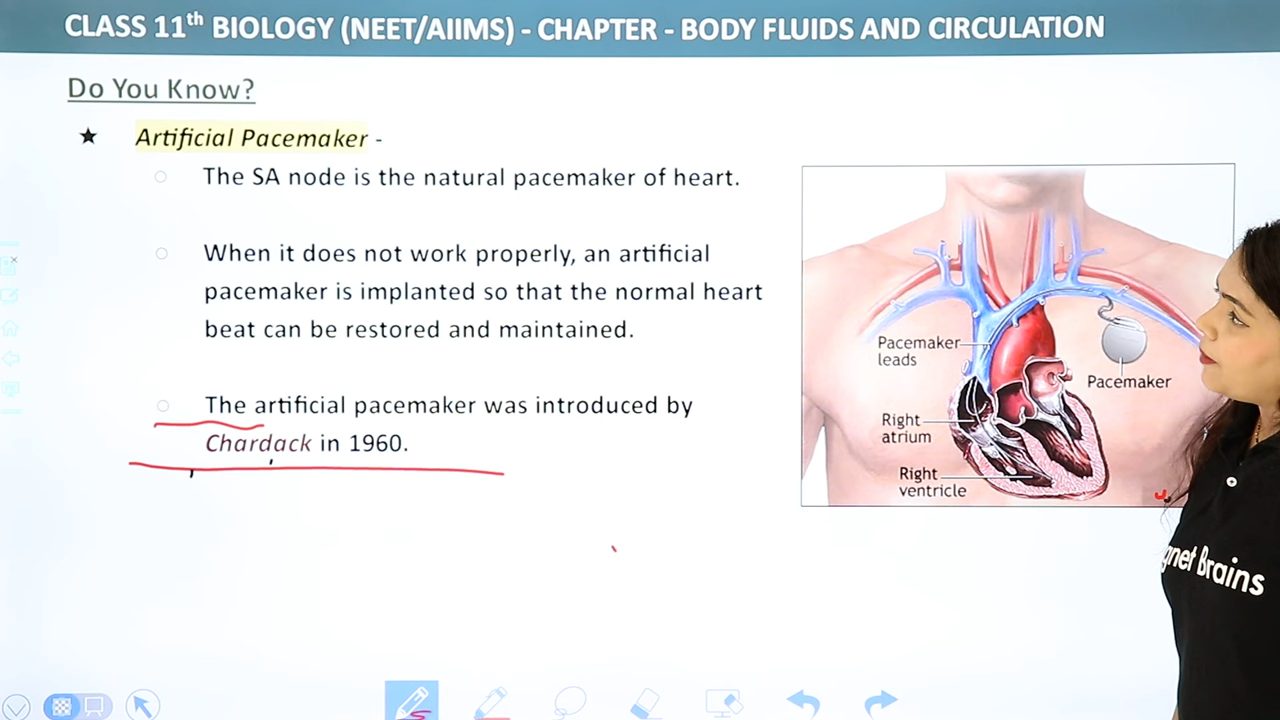 CLASS 11th BIOLOGY (NEET/AIIMS) - CHAPTER - BODY FLUIDS AND CIRCULATION
Do You Know?
★ Artificial Pacemaker -
○ The SA node is the natural pacemaker of heart.
○ When it does not work properly, an artificial
pacemaker is implanted so that the normal heart
beat can be restored and maintained.
○ The artificial pacemaker was introduced by
Chardack in 1960.
Pacemaker
leads
Pacemaker
Right
atrium
Right
ventricle
gnet Brains